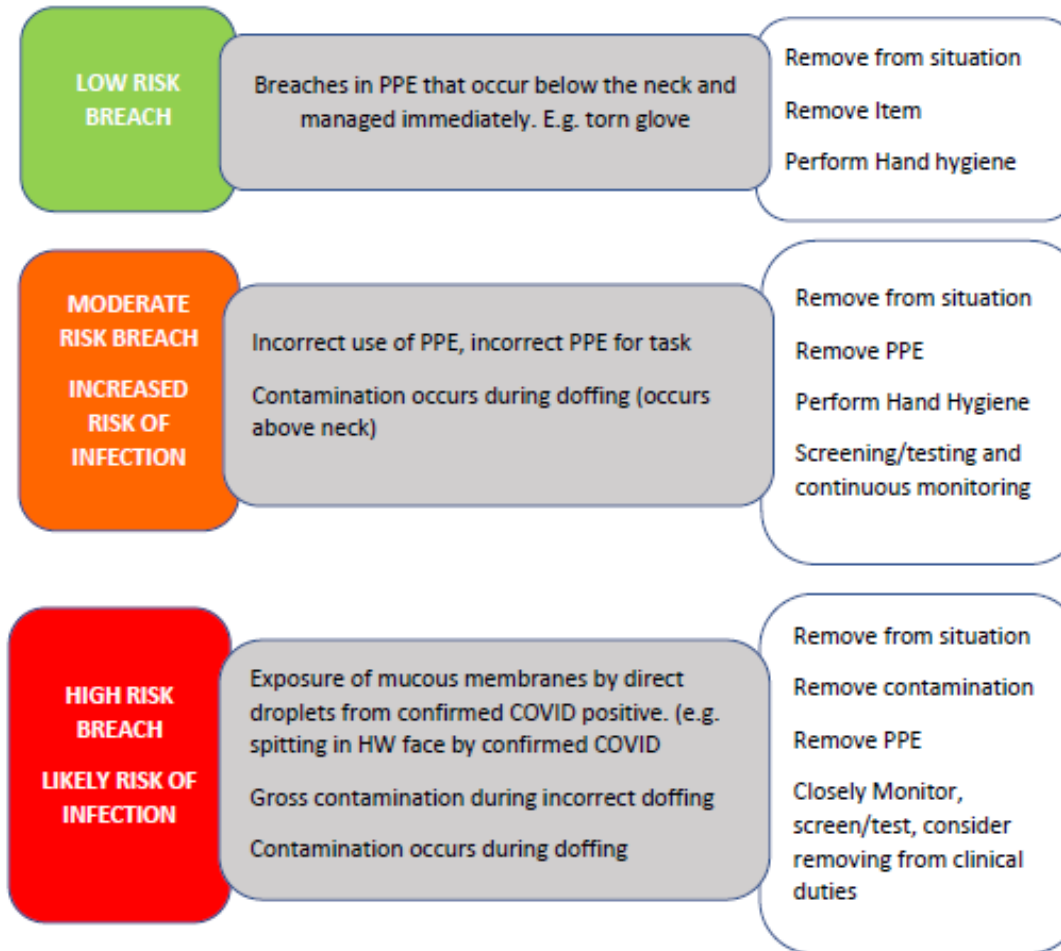 LOW RISK
BREACH
Breaches in PPE that occur below the neck and
managed immediately. E.g. torn glove
Remove from situation
Remove Item
Perform Hand hygiene
MODERATE
RISK BREACH
INCREASED
RISK OF
INFECTION
Incorrect use of PPE, incorrect PPE for task
Contamination occurs during doffing (occurs
above neck)
Remove from situation
Remove PPE
Perform Hand Hygiene
Screening/testing and
continuous monitoring
HIGH RISK
BREACH
LIKELY RISK OF
INFECTION
Exposure of mucous membranes by direct
droplets from confirmed COVID positive. (e.g.
spitting in HW face by confirmed COVID
Gross contamination during incorrect doffing
Contamination occurs during doffing
Remove from situation
Remove contamination
Remove PPE
Closely Monitor,
screen/test, consider
removing from clinical
duties